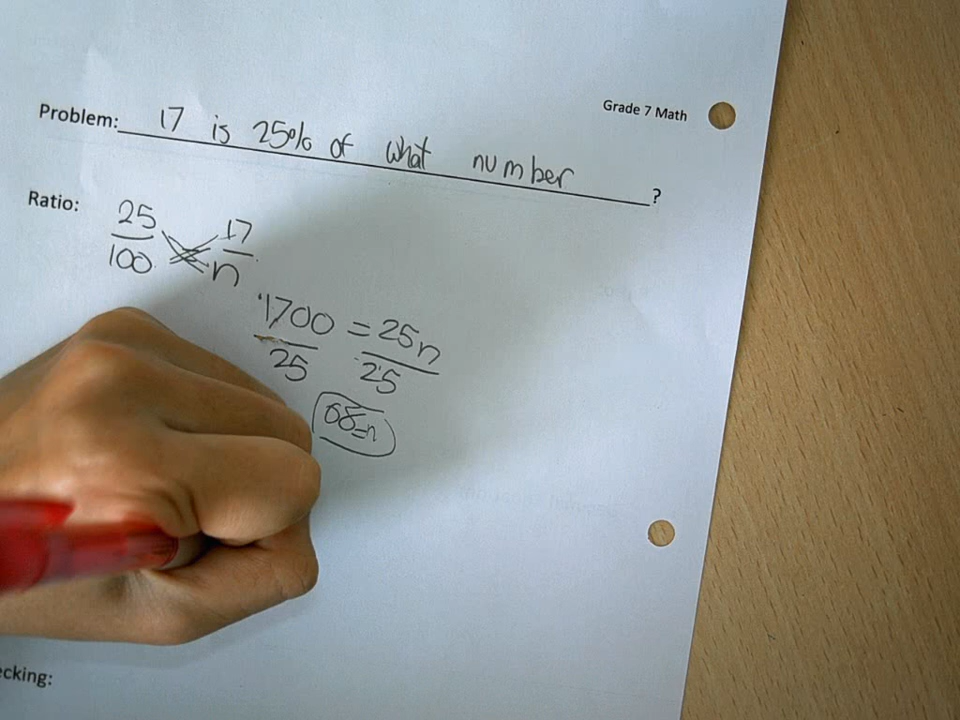 Grade 7 Math
Problem: 17 is 25% of what number ?
Ratio:
25 17
100 n
1700 = 25n
25 25
68=n
ecking: